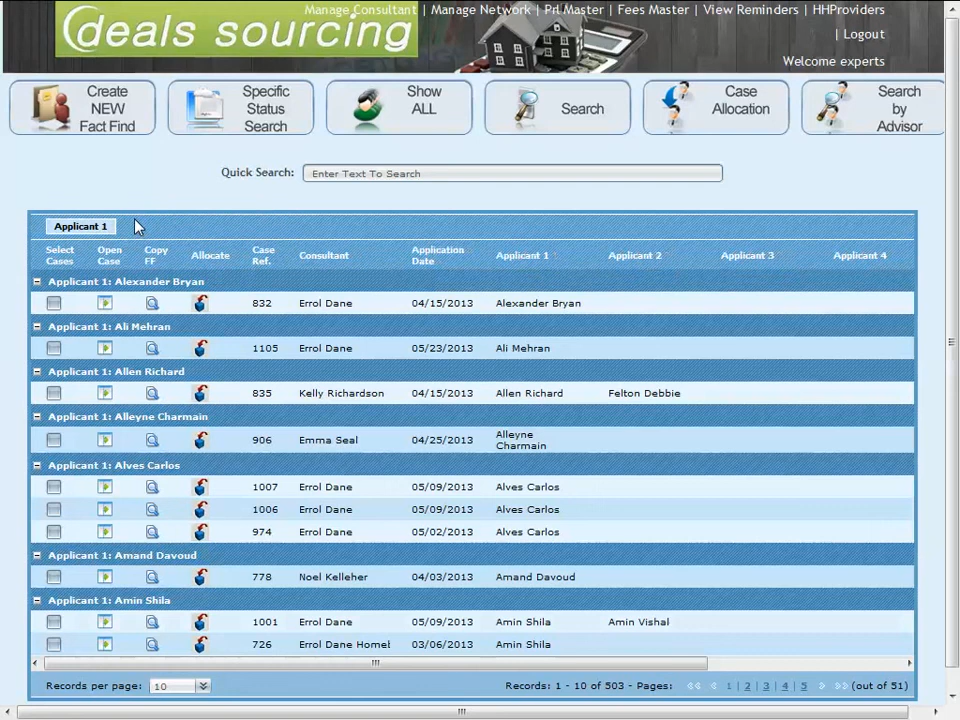 Manage Consultant | Manage Network | Prl Master | Fees Master | View Reminders | HHProviders
| Logout
deals sourcing
Welcome experts
Create NEW Fact Find
Specific Status Search
Show ALL
Search
Case Allocation
Search by Advisor
Quick Search: Enter Text To Search
Applicant 1
Select Cases Open Case Copy FF Allocate Case Ref. Consultant Application Date Applicant 1 Applicant 2 Applicant 3 Applicant 4
Applicant 1: Alexander Bryan
832 Errol Dane 04/15/2013 Alexander Bryan
Applicant 1: Ali Mehran
1105 Errol Dane 05/23/2013 Ali Mehran
Applicant 1: Allen Richard
835 Kelly Richardson 04/15/2013 Allen Richard Felton Debbie
Applicant 1: Alleyne Charmain
906 Emma Seal 04/25/2013 Alleyne Charmain
Applicant 1: Alves Carlos
1007 Errol Dane 05/09/2013 Alves Carlos
1006 Errol Dane 05/09/2013 Alves Carlos
974 Errol Dane 05/02/2013 Alves Carlos
Applicant 1: Amand Davoud
778 Noel Kelleher 04/03/2013 Amand Davoud
Applicant 1: Amin Shila
1001 Errol Dane 05/09/2013 Amin Shila Amin Vishal
726 Errol Dane Homel 03/06/2013 Amin Shila
Records per page: 10 Records: 1 - 10 of 503 - Pages: 1 | 2 | 3 | 4 | 5 (out of 51)